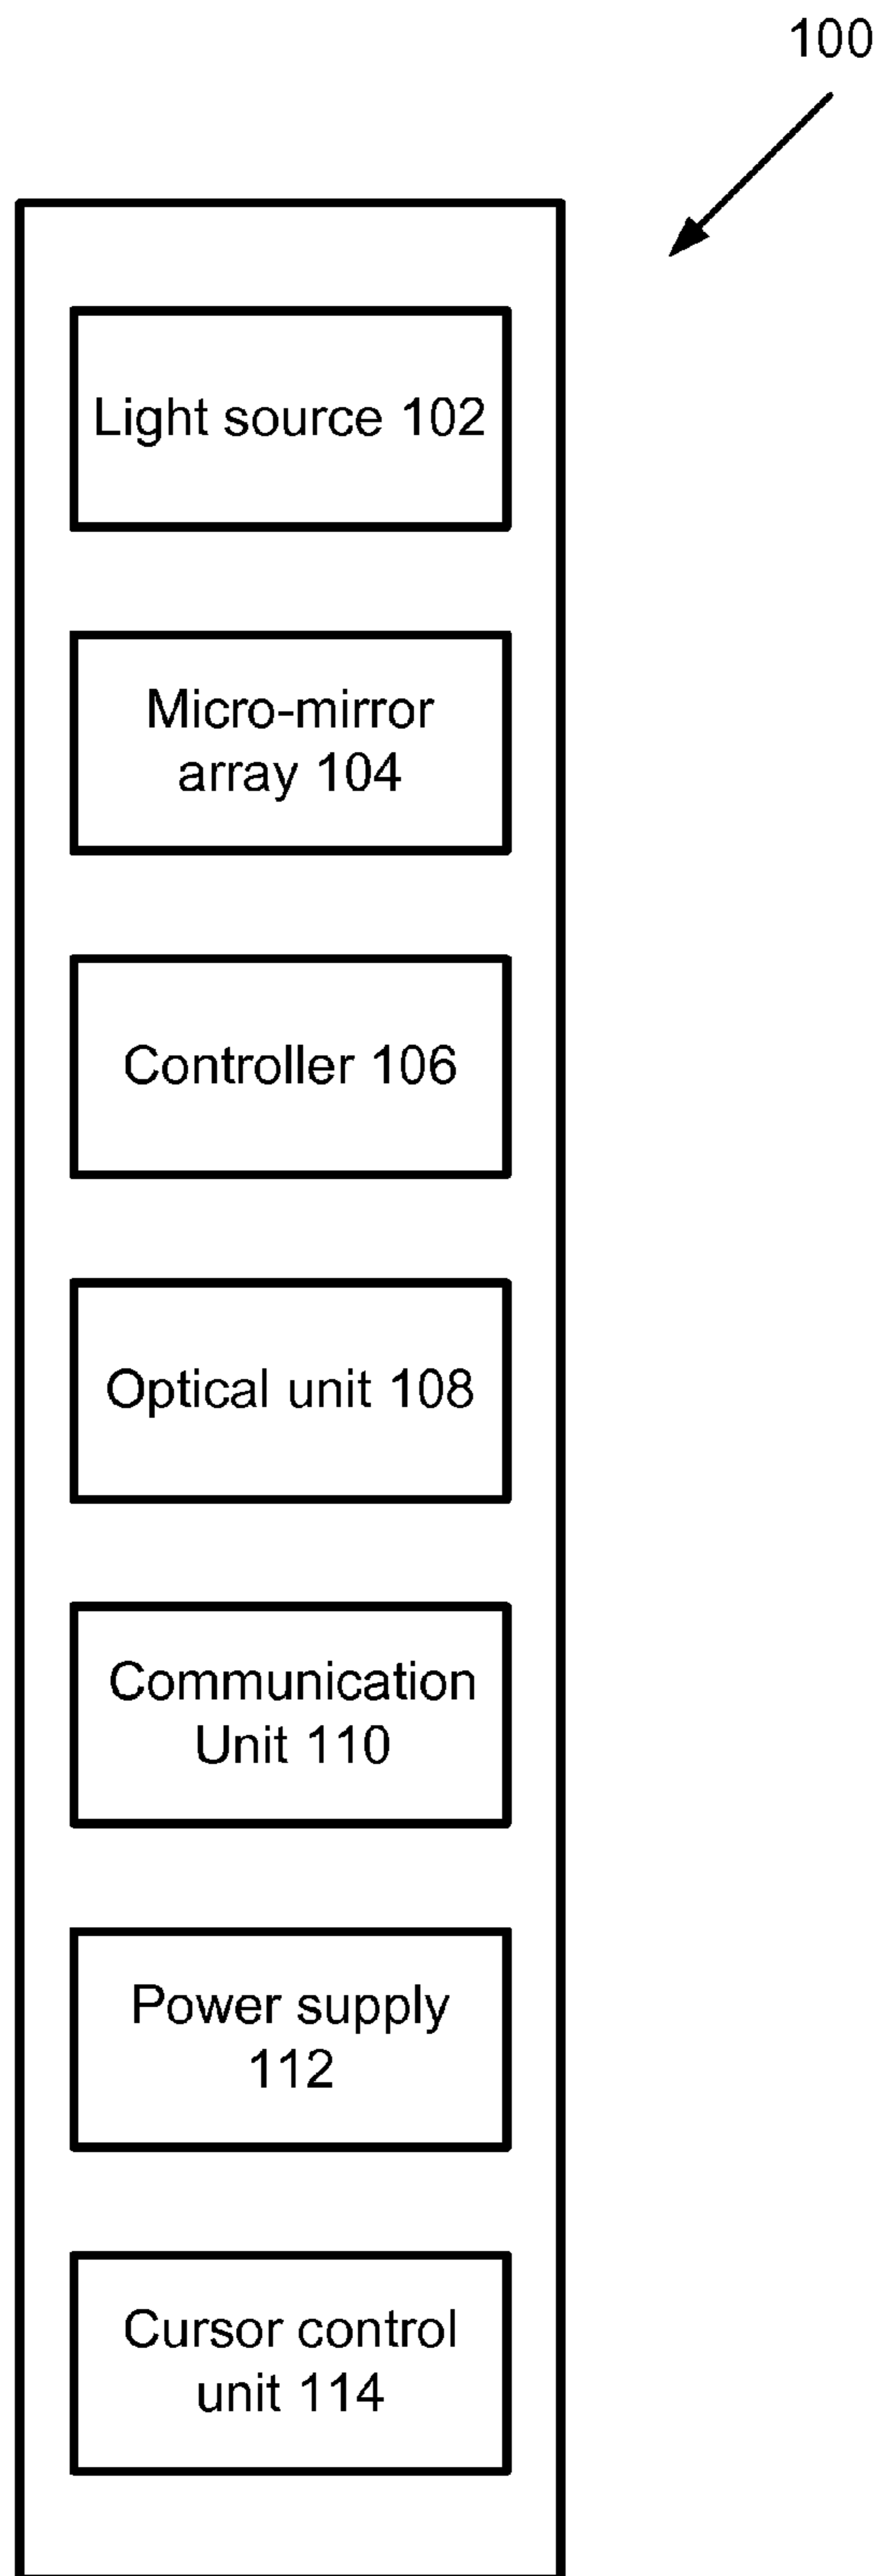 100
Light source 102
Micro-mirror
array 104
Controller 106
Optical unit 108
Communication
Unit 110
Power supply
112
Cursor control
unit 114